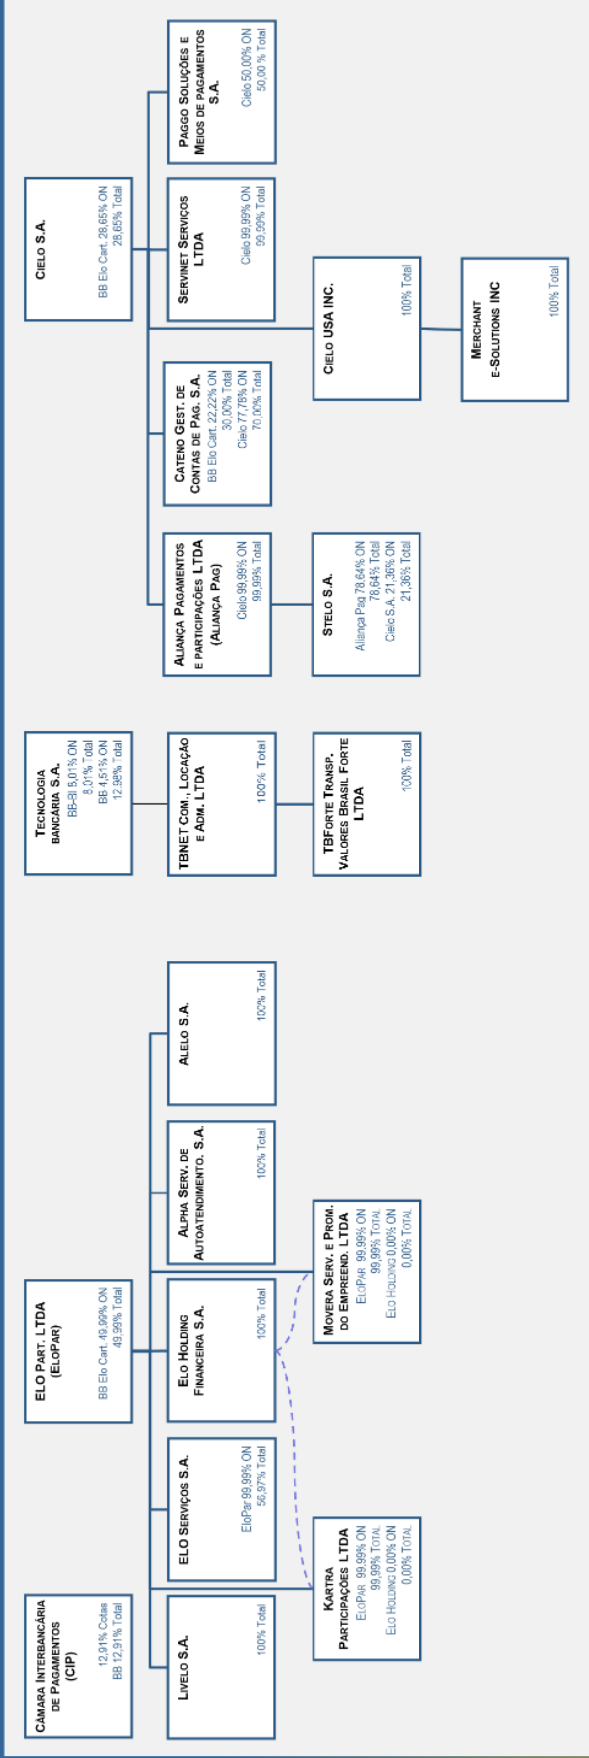 CÂMARA INTERBANCÁRIA
DE PAGAMENTOS
(CIP)
12,91% Cotas
BB 12,91% Total
ELO PART. LTDA
(ELOPAR)
BB Elo Cart. 49,99% ON
49,99% Total
TECNOLOGIA
BANCÁRIA S.A.
8,01% Total
BB 4,51% ON
12,98% Total
CIELO S.A.
BB Elo Cart. 28,65% ON
28,65% Total
LIVELO S.A.
100% Total
ELO SERVIÇOS S.A.
EloPar 99,99% ON
56,97% Total
ELO HOLDING
FINANCEIRA S.A.
100% Total
ALPHA SERV. DE
AUTOATENDIMENTO. S.A.
100% Total
ALELO S.A.
100% Total
TBNET COM., LOCAÇÃO
E ADM. LTDA
100% Total
ALIANÇA PAGAMENTOS
E PARTICIPAÇÕES LTDA
(ALIANÇA PAG)
Cielo 99,99% ON
99,99% Total
CATENO GEST. DE
CONTAS DE PAG. S.A.
BB Elo Cart. 22,22% ON
30,00% Total
Cielo 77,78% ON
70,00% Total
SERVINET SERVIÇOS
LTDA
Cielo 99,99% ON
99,99% Total
PAGGO SOLUÇÕES E
MEIOS DE PAGAMENTOS
S.A.
Cielo 50,00% ON
50,00 % Total
KARTRA
PARTICIPAÇÕES LTDA
ELOPAR 99,99% ON
99,99% TOTAL
ELO HOLDING 0,00% ON
0,00% TOTAL
MOVERA SERV. E PROM.
DO EMPREEND. LTDA
ELOPAR 99,99% ON
99,99% TOTAL
ELO HOLDING 0,00% ON
0,00% TOTAL
TBFORTE TRANSP.
VALORES BRASIL FORTE
LTDA
100% Total
STELO S.A.
Aliança Pag 78,64% ON
78,64% Total
Cielo S.A. 21,36% ON
21,36% Total
CIELO USA INC.
100% Total
MERCHANT
E-SOLUTIONS INC
100% Total